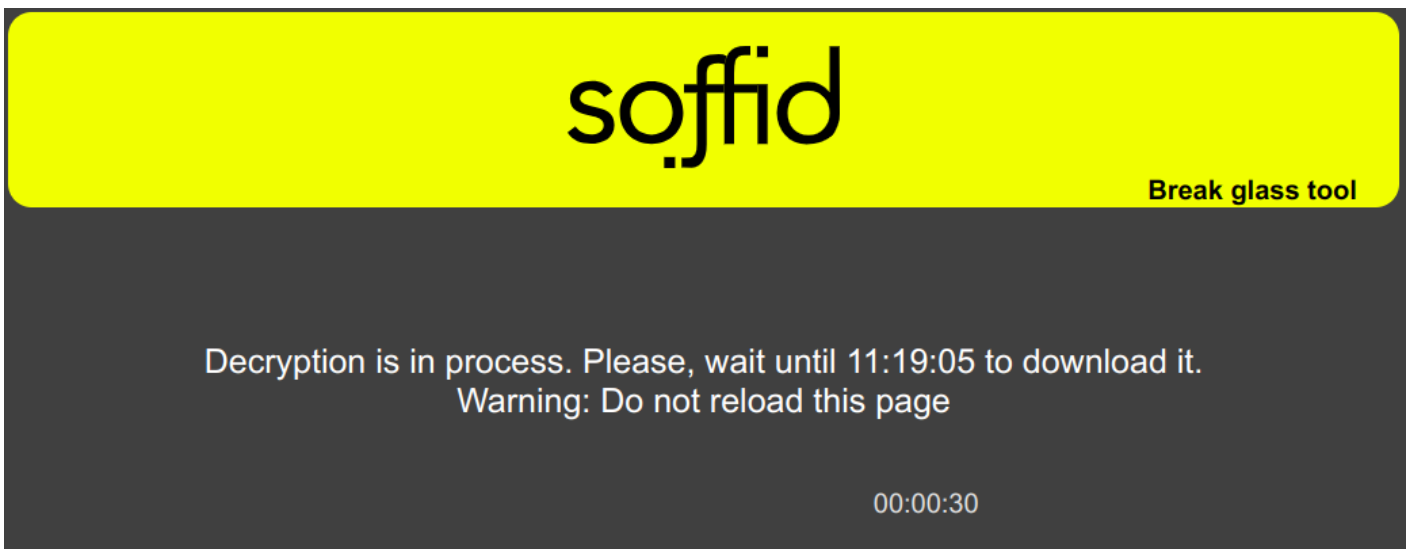 soffid
Break glass tool
Decryption is in process. Please, wait until 11:19:05 to download it.
Warning: Do not reload this page
00:00:30